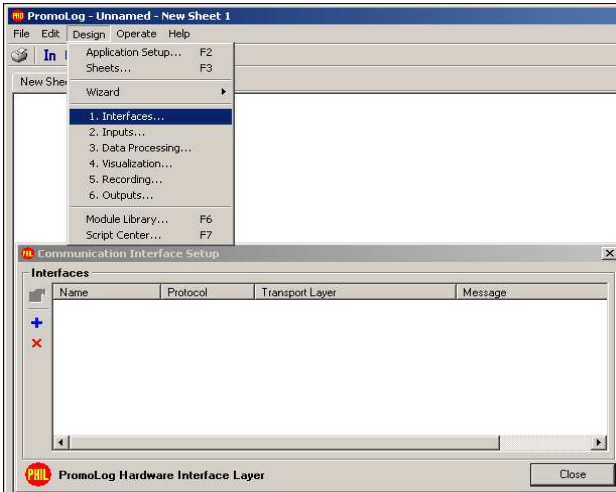 PromoLog - Unnamed - New Sheet 1
File Edit Design Operate Help
In
New She
Application Setup... F2
Sheets... F3
Wizard
1. Interfaces...
2. Inputs...
3. Data Processing...
4. Visualization...
5. Recording...
6. Outputs...
Module Library... F6
Script Center... F7
Communication Interface Setup
Interfaces
Name Protocol Transport Layer Message
PHIL PromoLog Hardware Interface Layer Close